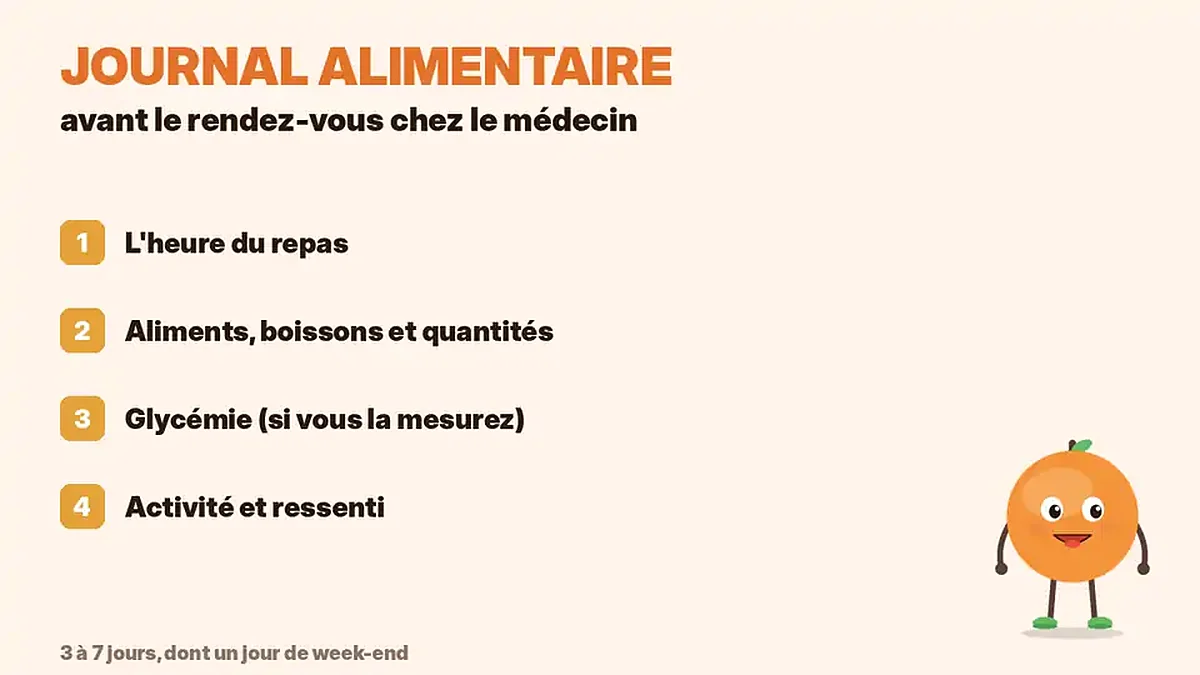 JOURNAL ALIMENTAIRE
avant le rendez-vous chez le médecin
1 L'heure du repas
2 Aliments, boissons et quantités
3 Glycémie (si vous la mesurez)
4 Activité et ressenti
3 à 7 jours, dont un jour de week-end